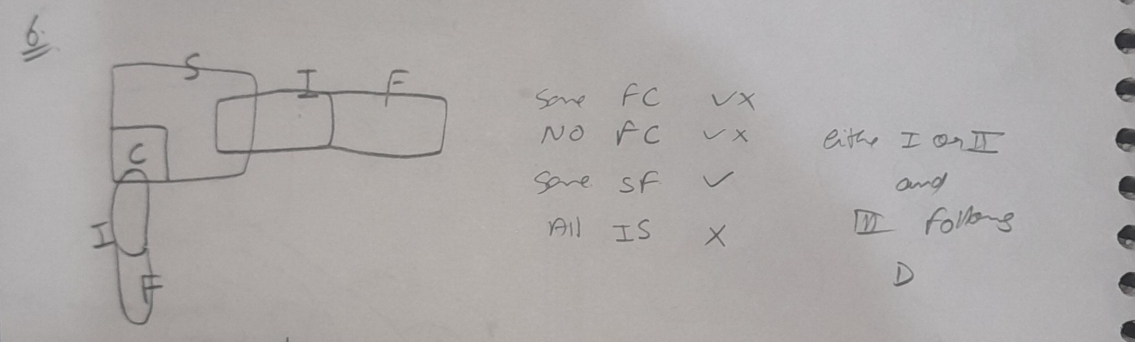 6.
S
I F
C
I
F
Some FC ✓×
NO FC ✓×
Some SF ✓
All IS ×
either I or II
and
III follows
D